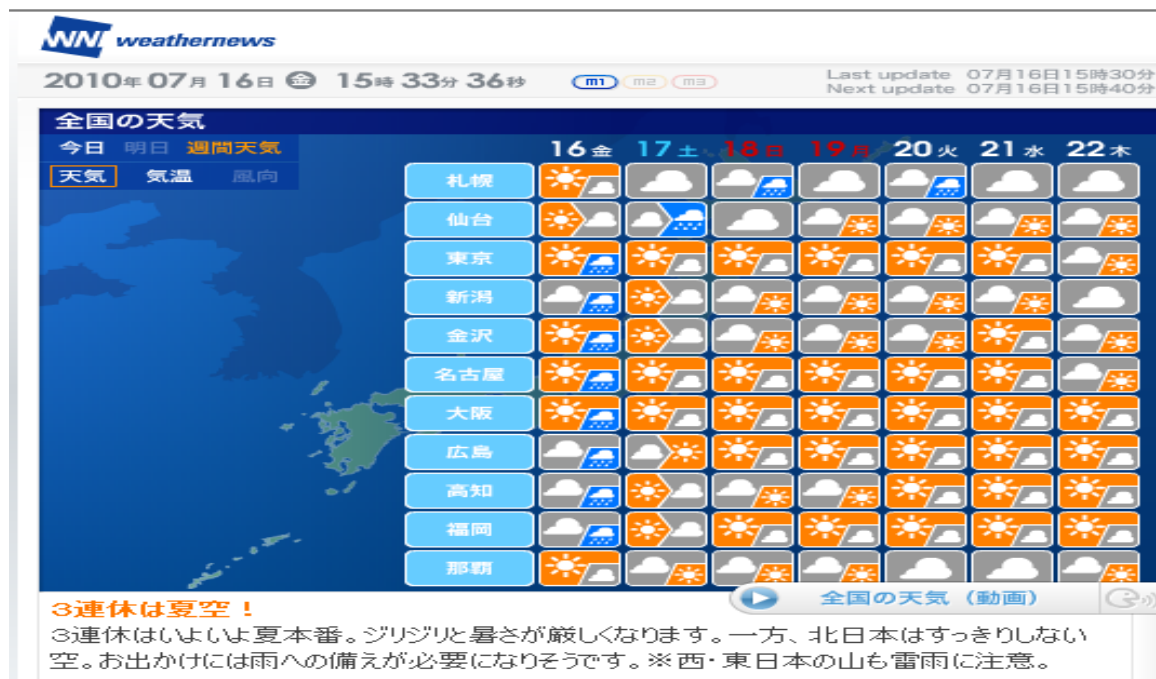 WNI weathernews
2010年 07月 16日 金 15時 33分 36秒 m1 m2 m3
Last update 07月16日15時30分
Next update 07月16日15時40分
全国の天気
今日 明日 週間天気
天気 気温 風向
16金 17土 18日 19月 20火 21水 22木
札幌
仙台
東京
新潟
金沢
名古屋
大阪
広島
高知
福岡
那覇
全国の天気(動画)
3連休は夏空!
3連休はいよいよ夏本番。ジリジリと暑さが厳しくなります。一方、北日本はすっきりしない
空。お出かけには雨への備えが必要になりそうです。※西・東日本の山も雷雨に注意。